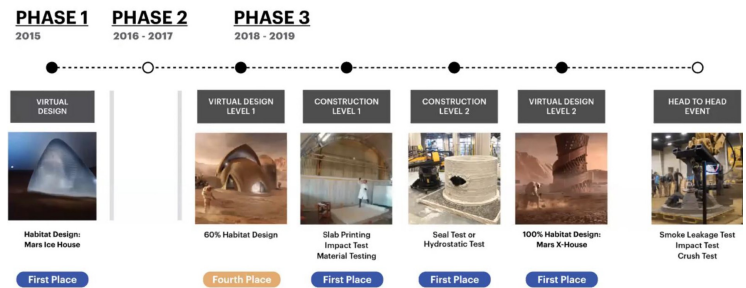 PHASE 1
2015
PHASE 2
2016 - 2017
PHASE 3
2018 - 2019
VIRTUAL
DESIGN
Habitat Design:
Mars Ice House
First Place
VIRTUAL DESIGN
LEVEL 1
60% Habitat Design
Fourth Place
CONSTRUCTION
LEVEL 1
Slab Printing
Impact Test
Material Testing
First Place
CONSTRUCTION
LEVEL 2
Seal Test or
Hydrostatic Test
First Place
VIRTUAL DESIGN
LEVEL 2
100% Habitat Design:
Mars X-House
First Place
HEAD TO HEAD
EVENT
Smoke Leakage Test
Impact Test
Crush Test